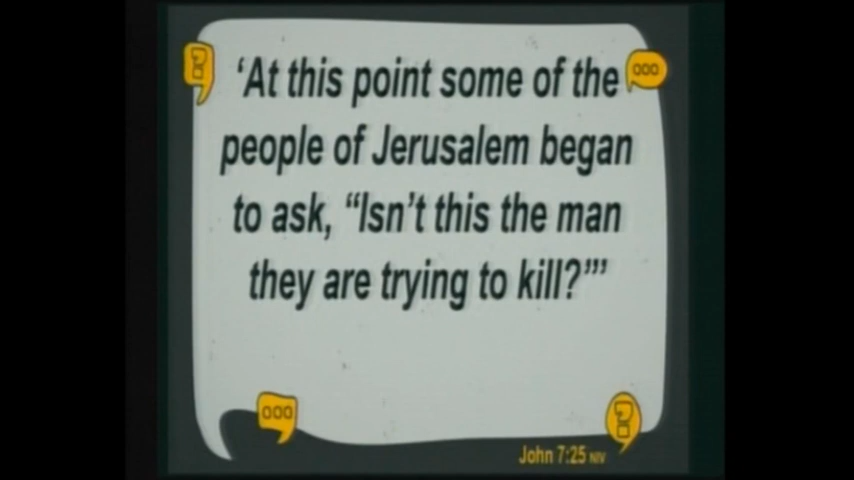 ‘At this point some of the
people of Jerusalem began
to ask, “Isn’t this the man
they are trying to kill?”’
John 7:25 NIV